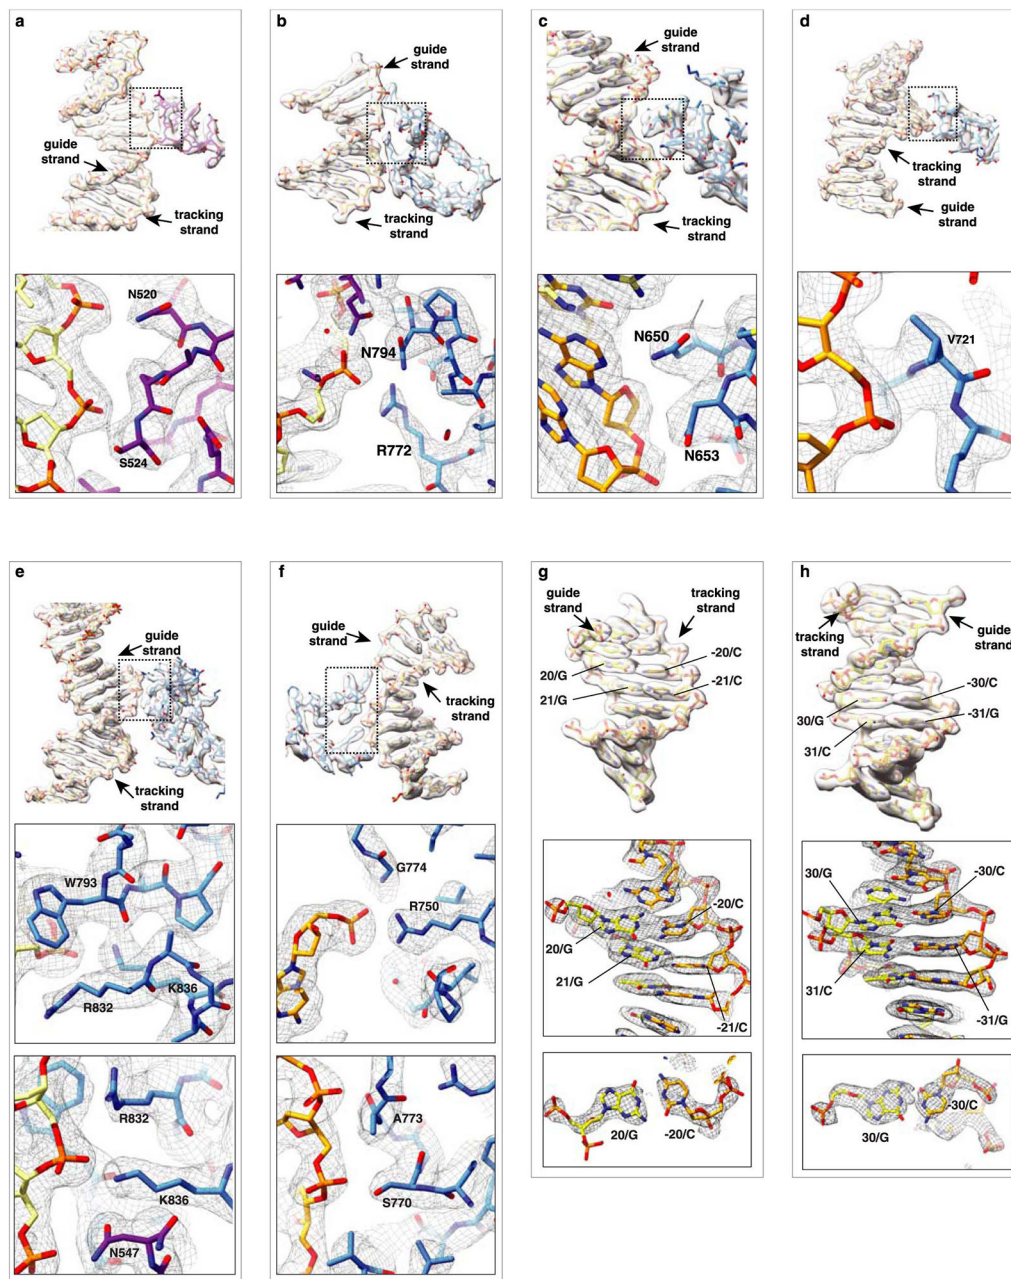 a
guide
strand
tracking
strand
N520
S524
b
guide
strand
tracking
strand
N794
R772
c
guide
strand
tracking
strand
N650
N653
d
tracking
strand
guide
strand
V721
e
guide
strand
tracking
strand
W793
K836
R832
R832
K836
N547
f
guide
strand
tracking
strand
G774
R750
A773
S770
g
guide
strand
tracking
strand
-20/C
20/G
-21/C
21/G
-20/C
20/G
21/G
-21/C
20/G
-20/C
h
tracking
strand
guide
strand
-30/C
30/G
-31/G
31/C
30/G
-30/C
31/C
-31/G
-30/C
30/G